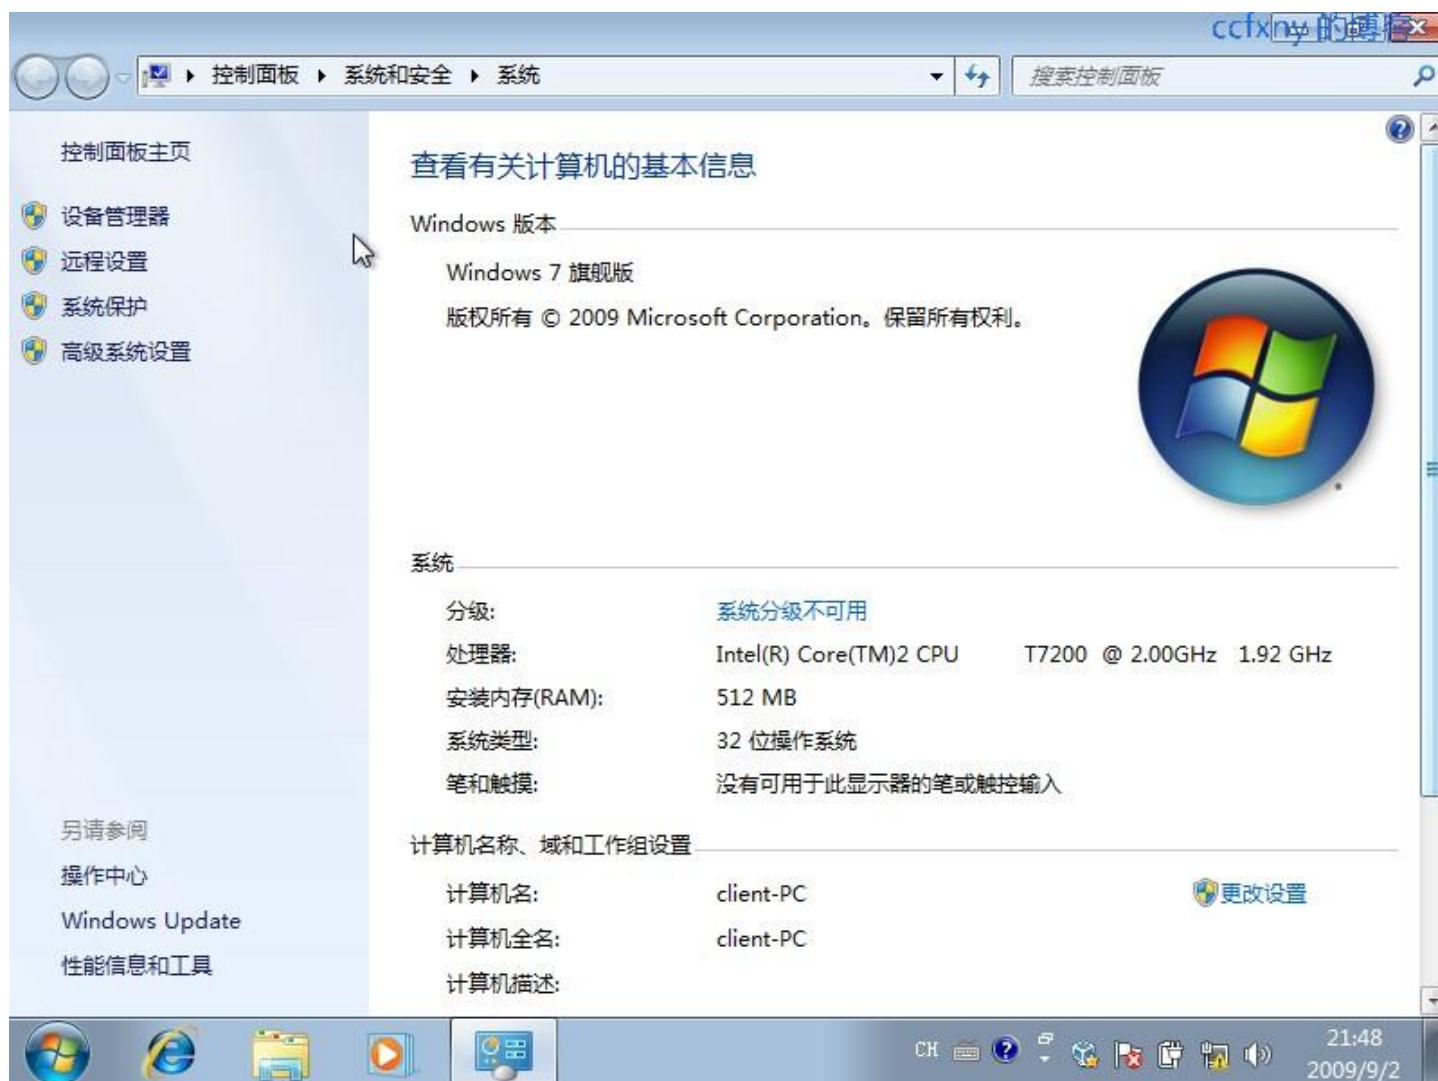 ccfxny 的博客
控制面板 ▸ 系统和安全 ▸ 系统
搜索控制面板
控制面板主页
设备管理器
远程设置
系统保护
高级系统设置
另请参阅
操作中心
Windows Update
性能信息和工具
查看有关计算机的基本信息
Windows 版本
Windows 7 旗舰版
版权所有 © 2009 Microsoft Corporation。保留所有权利。
系统
分级: 系统分级不可用
处理器: Intel(R) Core(TM)2 CPU T7200 @ 2.00GHz 1.92 GHz
安装内存(RAM): 512 MB
系统类型: 32 位操作系统
笔和触摸: 没有可用于此显示器的笔或触控输入
计算机名称、域和工作组设置
计算机名: client-PC 更改设置
计算机全名: client-PC
计算机描述:
CH
21:48
2009/9/2